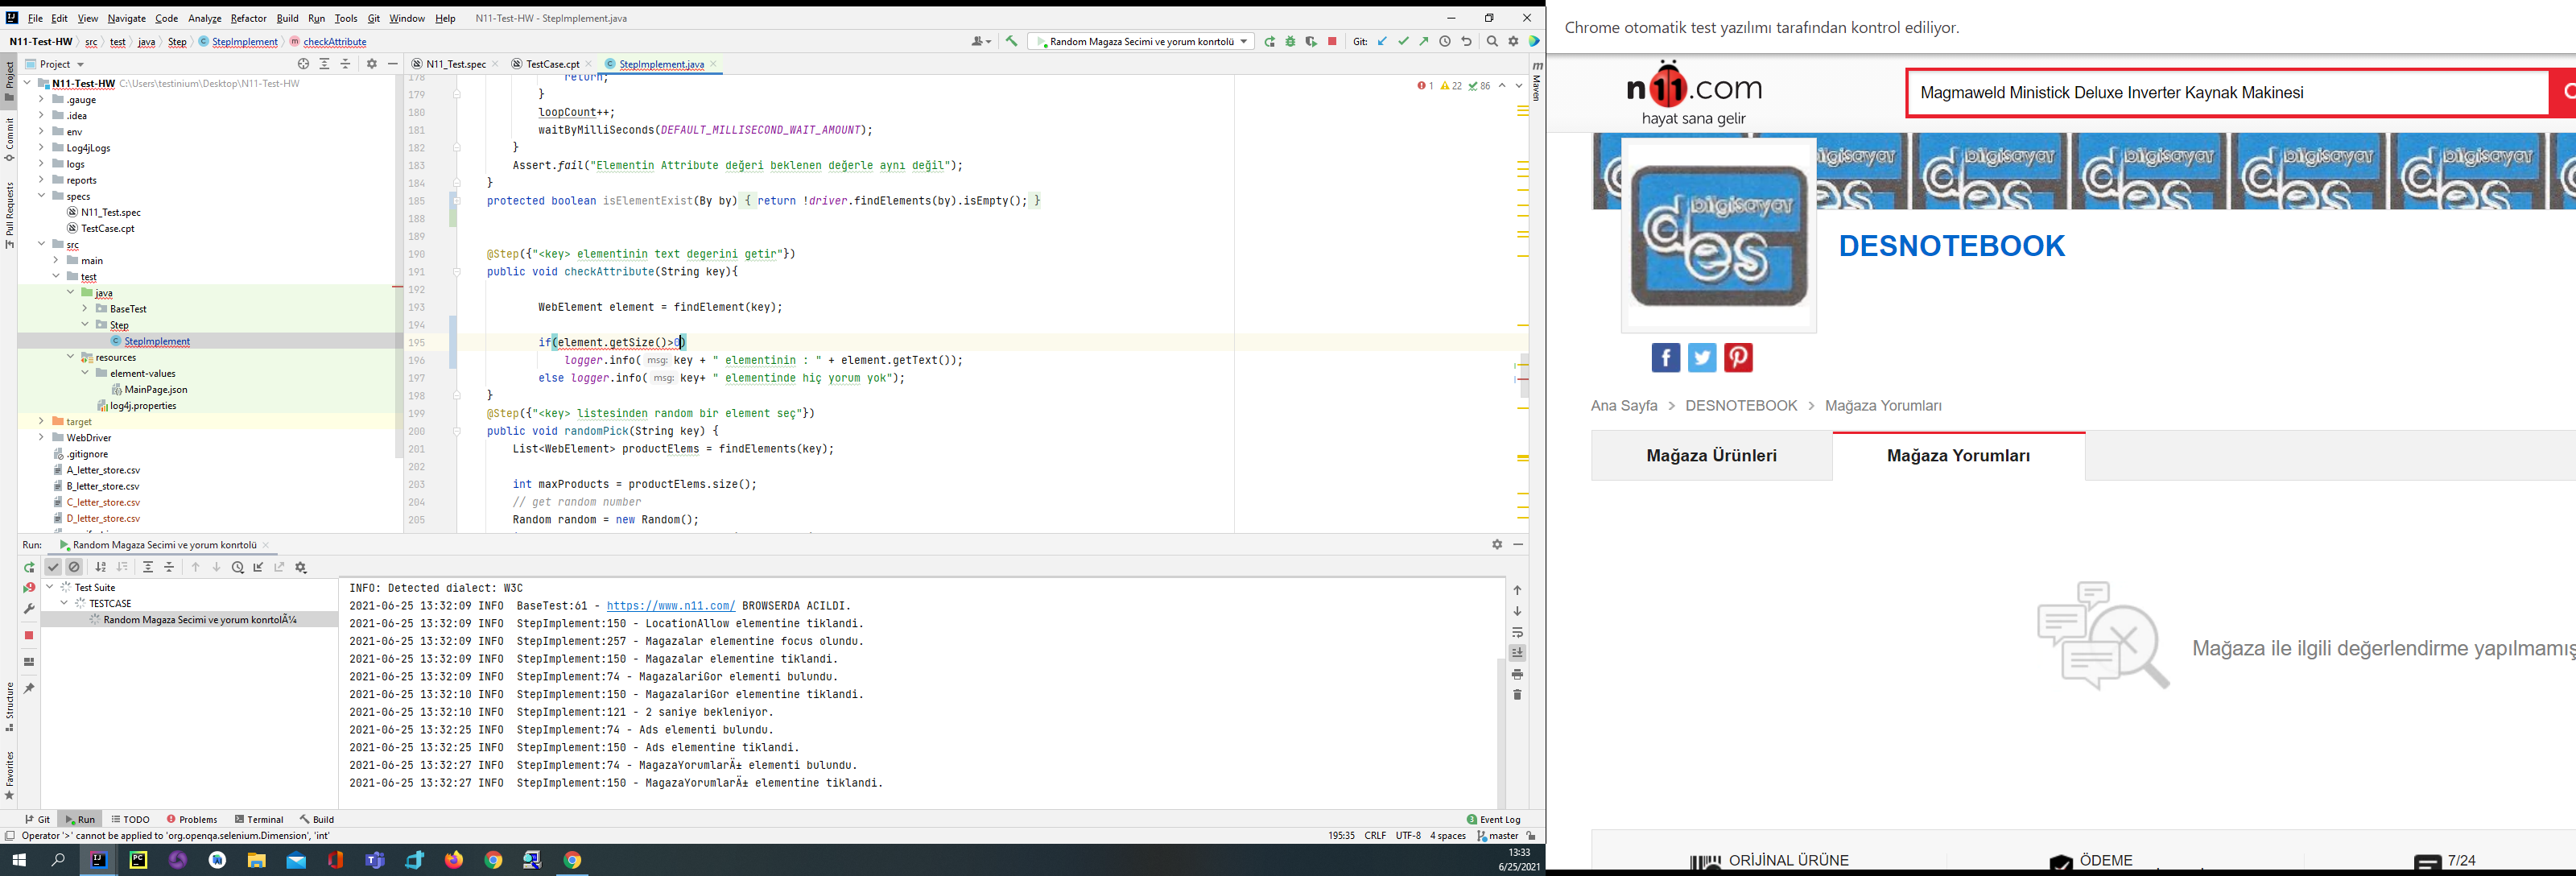 File Edit View Navigate Code Analyze Refactor Build Run Tools Git Window Help N11-Test-HW - StepImplement.java
N11-Test-HW src test java Step StepImplement checkAttribute
Random Magaza Secimi ve yorum konrtolü
Git:
Project
N11_Test.spec
TestCase.cpt
StepImplement.java
N11-Test-HW C:\Users\testinium\Desktop\N11-Test-HW
.gauge
.idea
env
Log4jLogs
logs
reports
specs
N11_Test.spec
TestCase.cpt
src
main
test
java
BaseTest
Step
StepImplement
resources
element-values
MainPage.json
log4j.properties
target
WebDriver
.gitignore
A_letter_store.csv
B_letter_store.csv
C_letter_store.csv
D_letter_store.csv
Project
Commit
Pull Requests
Structure
Favorites
Maven
1 22 86
178 return;
179 }
180 loopCount++;
181 waitByMilliSeconds(DEFAULT_MILLISECOND_WAIT_AMOUNT);
182 }
183 Assert.fail("Elementin Attribute değeri beklenen değerle aynı değil");
184 }
185 protected boolean isElementExist(By by) { return !driver.findElements(by).isEmpty(); }
188
189
190 @Step({"<key> elementinin text degerini getir"})
191 public void checkAttribute(String key){
192
193 WebElement element = findElement(key);
194
195 if(element.getSize()>0)
196 logger.info( msg: key + " elementinin : " + element.getText());
197 else logger.info( msg: key+ " elementinde hiç yorum yok");
198 }
199 @Step({"<key> listesinden random bir element seç"})
200 public void randomPick(String key) {
201 List<WebElement> productElems = findElements(key);
202
203 int maxProducts = productElems.size();
204 // get random number
205 Random random = new Random();
Run: Random Magaza Secimi ve yorum konrtolü
Test Suite
TESTCASE
Random Magaza Secimi ve yorum konrtolÃ¼
INFO: Detected dialect: W3C
2021-06-25 13:32:09 INFO BaseTest:61 - https://www.n11.com/ BROWSERDA ACILDI.
2021-06-25 13:32:09 INFO StepImplement:150 - LocationAllow elementine tiklandi.
2021-06-25 13:32:09 INFO StepImplement:257 - Magazalar elementine focus olundu.
2021-06-25 13:32:09 INFO StepImplement:150 - Magazalar elementine tiklandi.
2021-06-25 13:32:09 INFO StepImplement:74 - MagazalariGor elementi bulundu.
2021-06-25 13:32:10 INFO StepImplement:150 - MagazalariGor elementine tiklandi.
2021-06-25 13:32:10 INFO StepImplement:121 - 2 saniye bekleniyor.
2021-06-25 13:32:25 INFO StepImplement:74 - Ads elementi bulundu.
2021-06-25 13:32:25 INFO StepImplement:150 - Ads elementine tiklandi.
2021-06-25 13:32:27 INFO StepImplement:74 - MagazaYorumlarÄ± elementi bulundu.
2021-06-25 13:32:27 INFO StepImplement:150 - MagazaYorumlarÄ± elementine tiklandi.
Git Run TODO Problems Terminal Build
3 Event Log
Operator '>' cannot be applied to 'org.openqa.selenium.Dimension', 'int'
195:35 CRLF UTF-8 4 spaces master
13:33
6/25/2021
Chrome otomatik test yazılımı tarafından kontrol ediliyor.
n11.com
hayat sana gelir
Magmaweld Ministick Deluxe Inverter Kaynak Makinesi
bilgisayar bilgisayar bilgisayar bilgisayar bilgisayar
des des des des
bilgisayar
des
DESNOTEBOOK
Ana Sayfa > DESNOTEBOOK > Mağaza Yorumları
Mağaza Ürünleri
Mağaza Yorumları
Mağaza ile ilgili değerlendirme yapılmamış
ORİJİNAL ÜRÜNE
ÖDEME
7/24